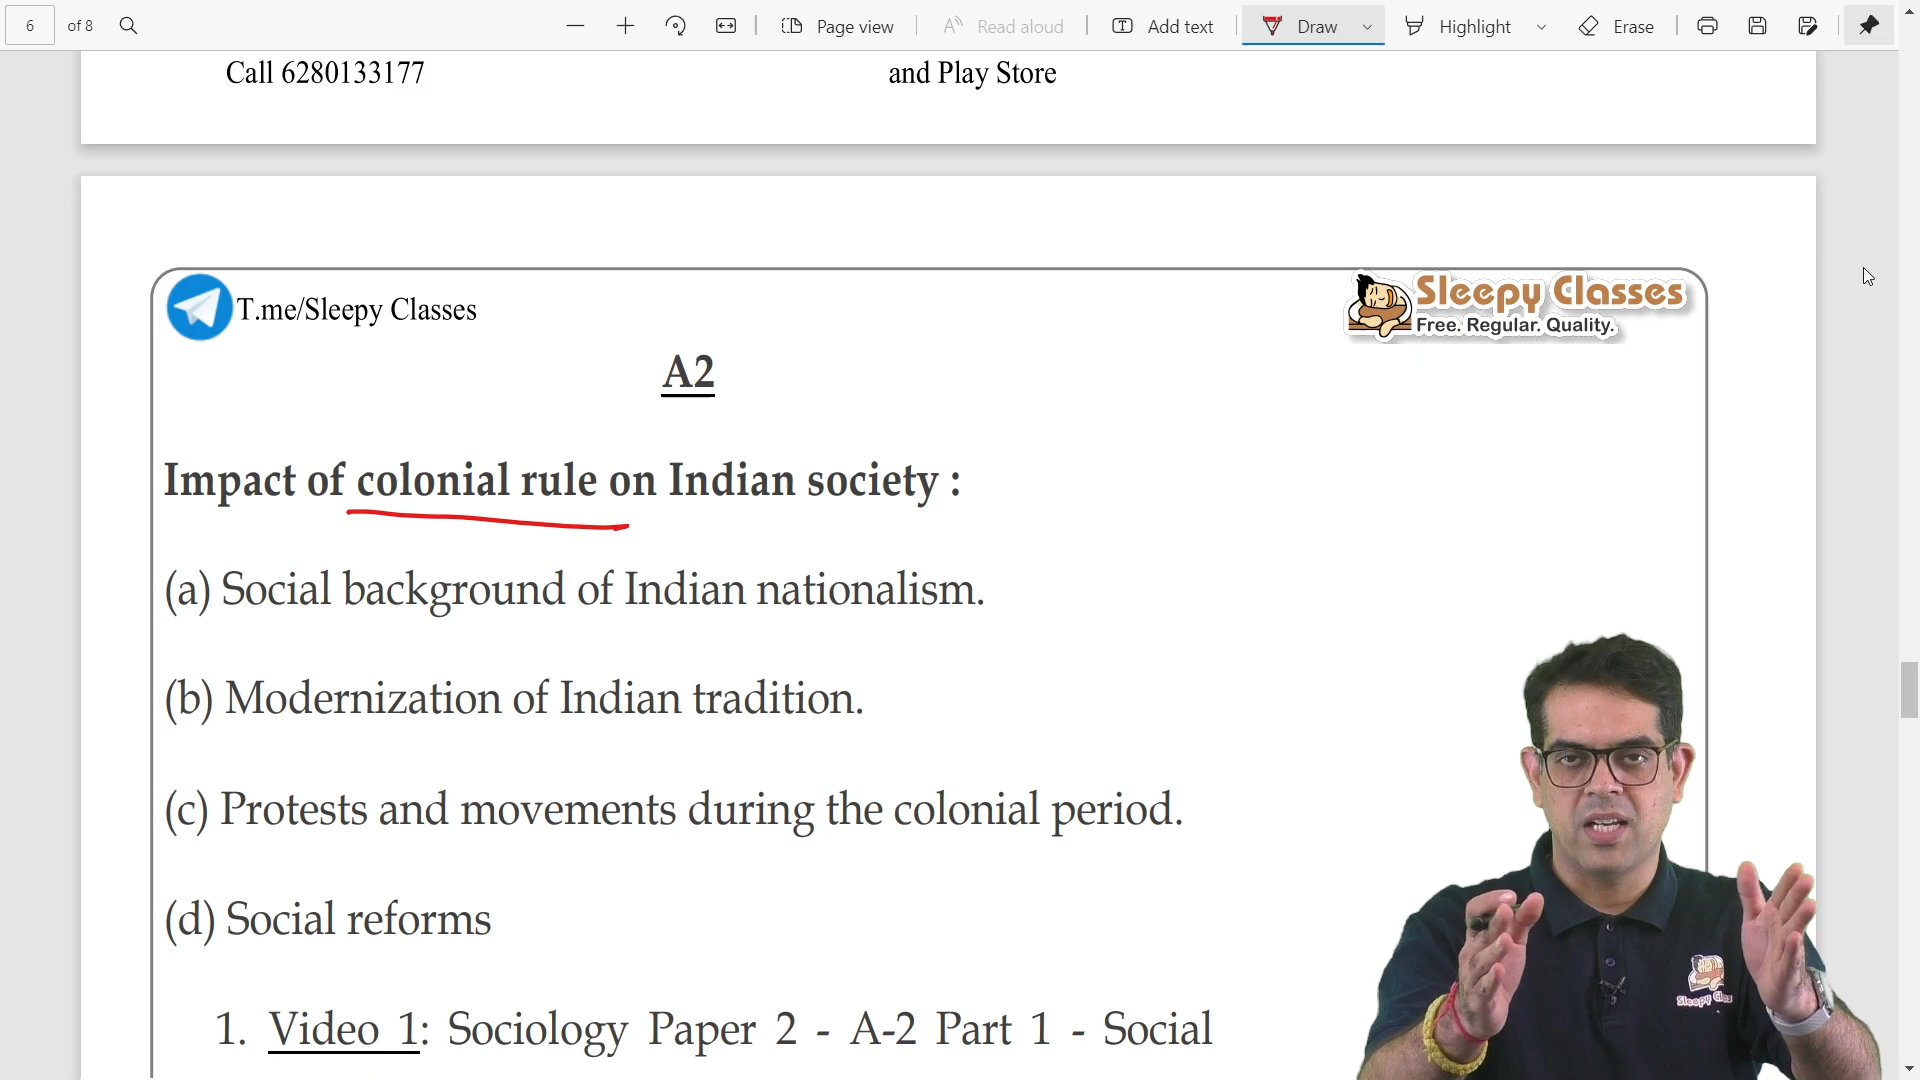 6 of 8 Page view Read aloud Add text Draw Highlight Erase
Call 6280133177 and Play Store
T.me/Sleepy Classes
Sleepy Classes
Free. Regular. Quality.
A2
Impact of colonial rule on Indian society :
(a) Social background of Indian nationalism.
(b) Modernization of Indian tradition.
(c) Protests and movements during the colonial period.
(d) Social reforms
1. Video 1: Sociology Paper 2 - A-2 Part 1 - Social